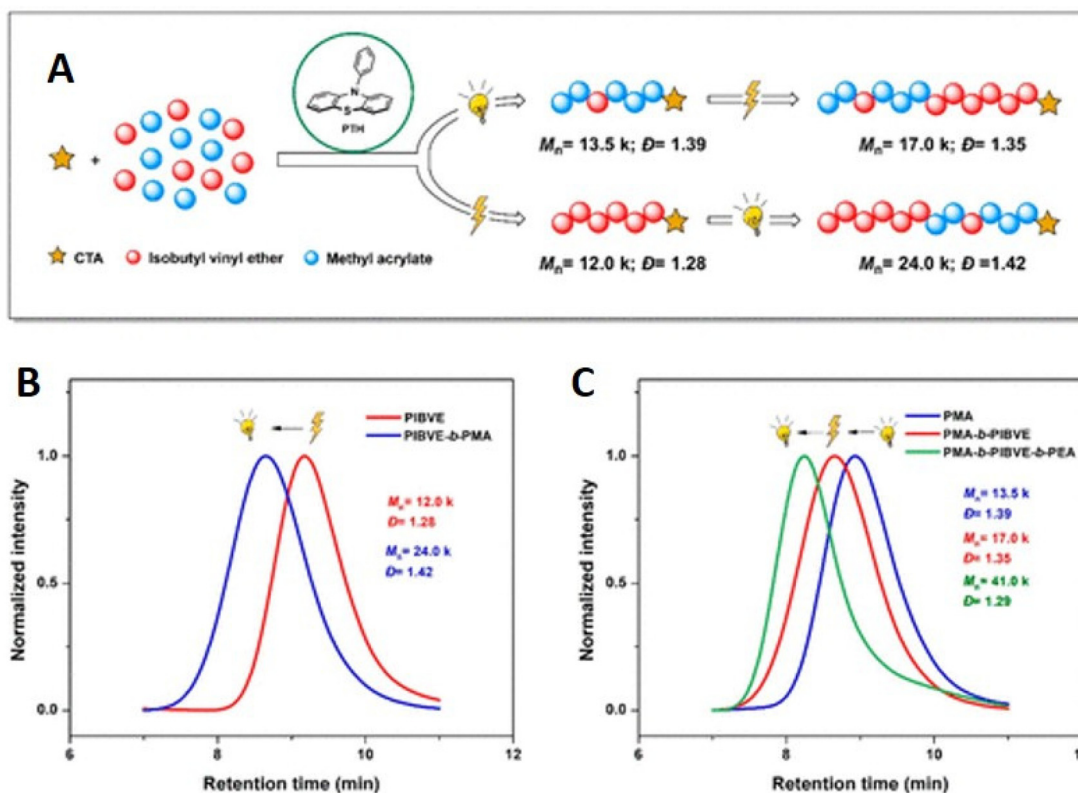 A
N
S
PTH
+
Mn= 13.5 k; Đ= 1.39
Mn= 17.0 k; Đ= 1.35
Mn= 12.0 k; Đ= 1.28
Mn= 24.0 k; Đ =1.42
CTA
Isobutyl vinyl ether
Methyl acrylate
B
PIBVE
PIBVE-b-PMA
Mn= 12.0 k
Đ= 1.28
Mn= 24.0 k
Đ= 1.42
Normalized intensity
1.0
0.5
0.0
6
8
10
12
Retention time (min)
C
PMA
PMA-b-PIBVE
PMA-b-PIBVE-b-PEA
Mn= 13.5 k
Đ= 1.39
Mn= 17.0 k
Đ= 1.35
Mn= 41.0 k
Đ= 1.29
Normalized intensity
1.0
0.5
0.0
6
8
10
12
Retention time (min)